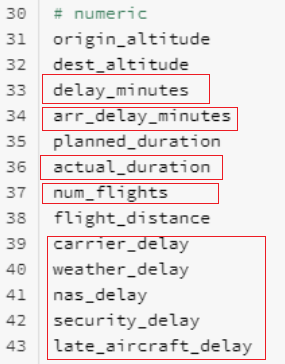 30 # numeric
31 origin_altitude
32 dest_altitude
33 delay_minutes
34 arr_delay_minutes
35 planned_duration
36 actual_duration
37 num_flights
38 flight_distance
39 carrier_delay
40 weather_delay
41 nas_delay
42 security_delay
43 late_aircraft_delay